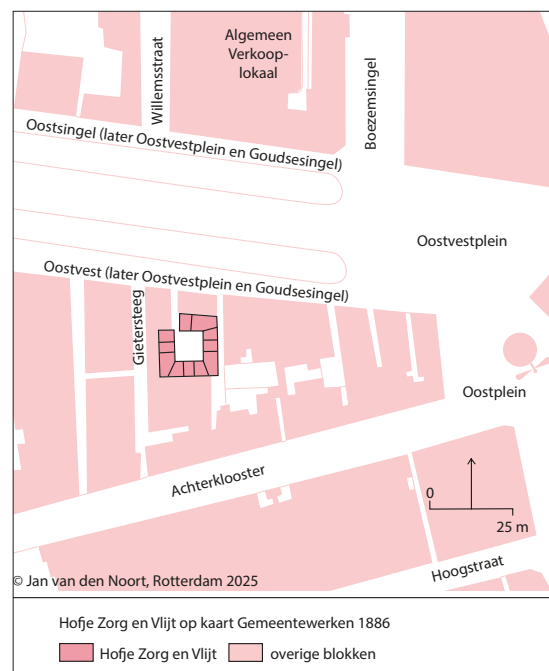 Algemeen
Verkoop-
lokaal
Willemsstraat
Boezemsingel
Oostsingel (later Oostvestplein en Goudsesingel)
Oostvestplein
Oostvest (later Oostvestplein en Goudsesingel)
Gietersteeg
Oostplein
Achterklooster
0
25 m
Hoogstraat
© Jan van den Noort, Rotterdam 2025
Hofje Zorg en Vlijt op kaart Gemeentewerken 1886
Hofje Zorg en Vlijt
overige blokken